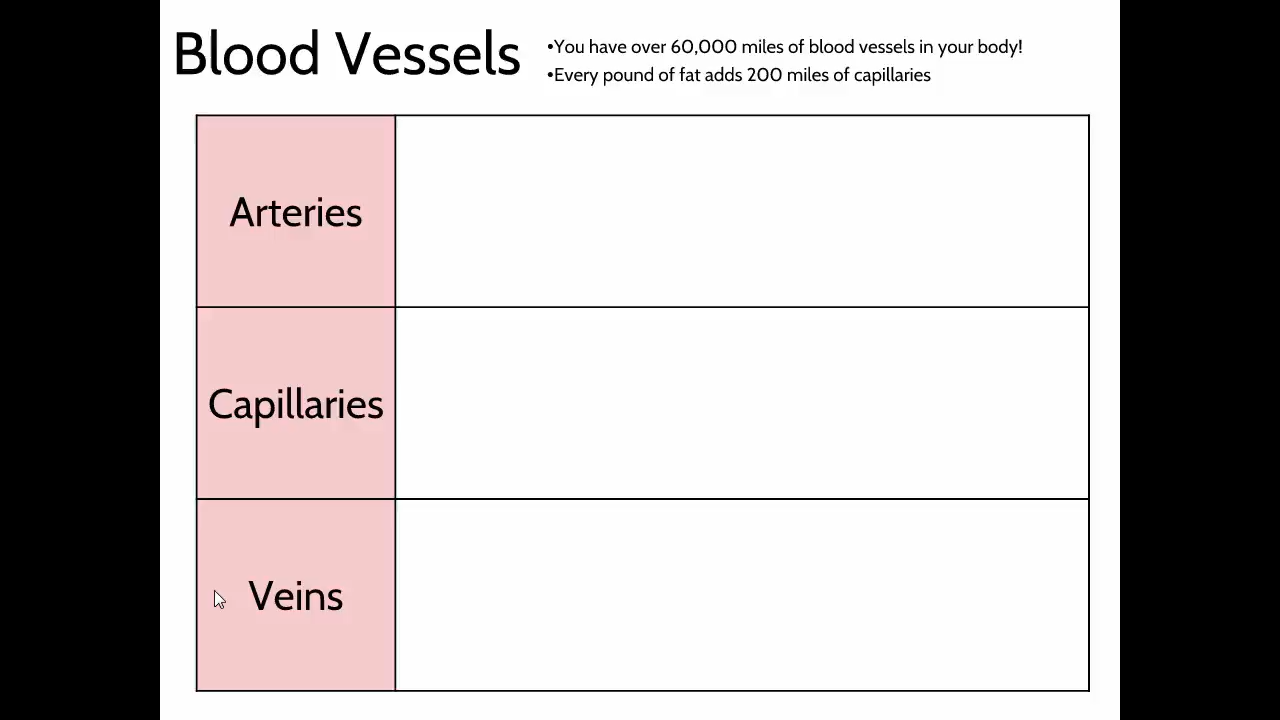 Blood Vessels
•You have over 60,000 miles of blood vessels in your body!
•Every pound of fat adds 200 miles of capillaries
Arteries
Capillaries
Veins